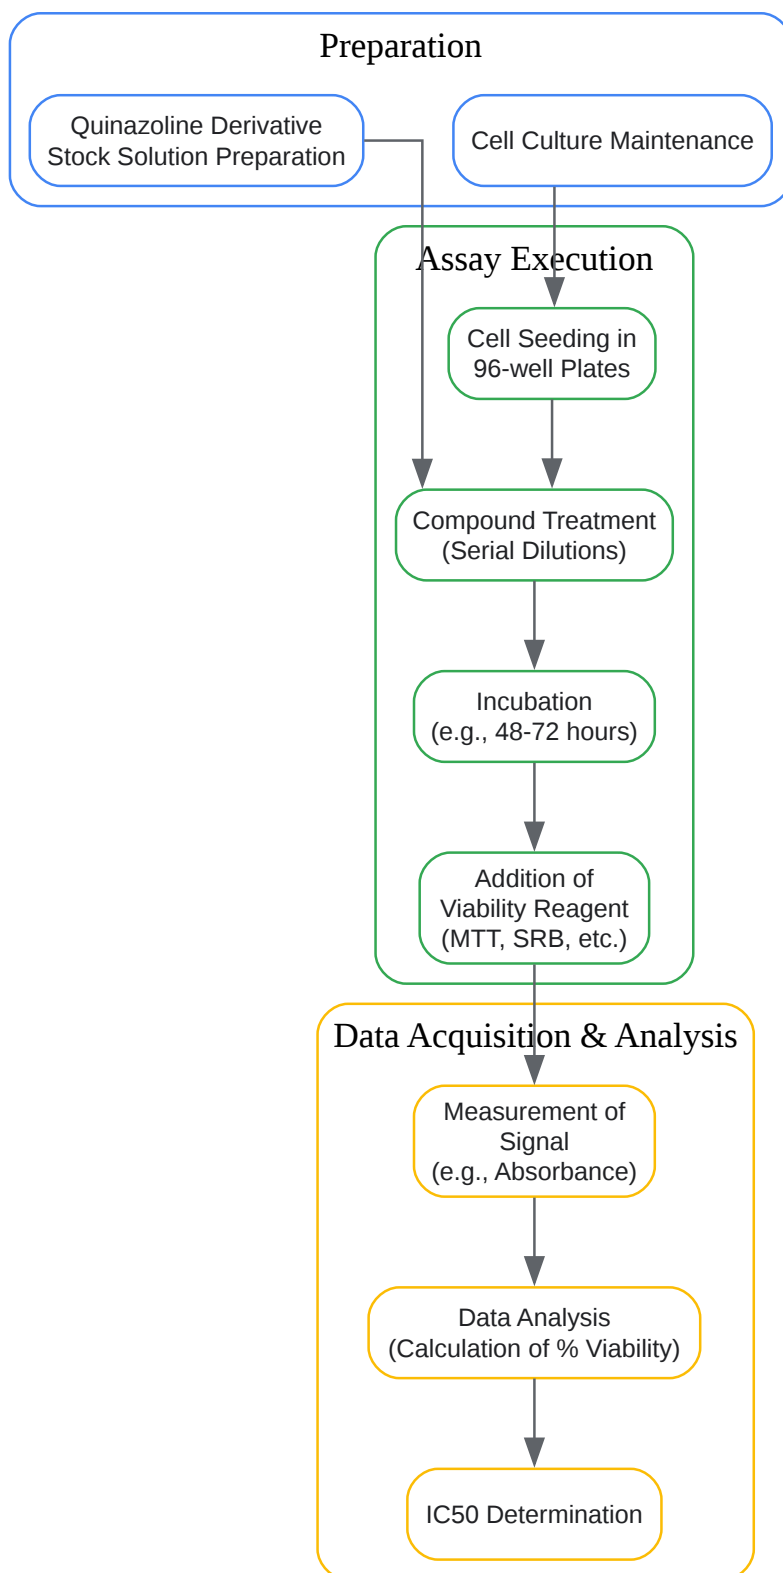 Preparation
Quinazoline Derivative
Stock Solution Preparation
Cell Culture Maintenance
Assay Execution
Cell Seeding in
96-well Plates
Compound Treatment
(Serial Dilutions)
Incubation
(e.g., 48-72 hours)
Addition of
Viability Reagent
(MTT, SRB, etc.)
Data Acquisition & Analysis
Measurement of
Signal
(e.g., Absorbance)
Data Analysis
(Calculation of % Viability)
IC50 Determination